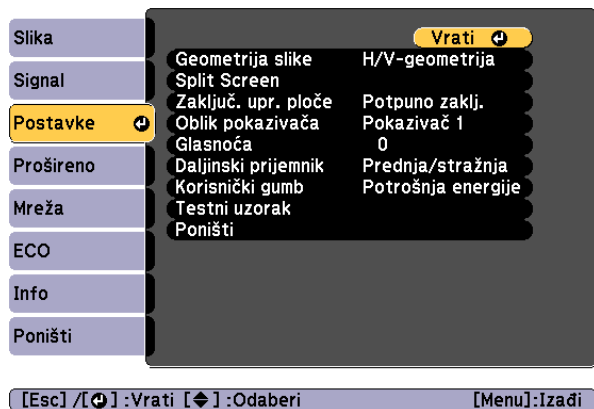 Slika
Signal
Postavke
Prošireno
Mreža
ECO
Info
Poništi
Vrati
Geometrija slike H/V-geometrija
Split Screen
Zaključ. upr. ploče Potpuno zaklj.
Oblik pokazivača Pokazivač 1
Glasnoća 0
Daljinski prijemnik Prednja/stražnja
Korisnički gumb Potrošnja energije
Testni uzorak
Poništi
[Esc] /[ ] :Vrati [ ] :Odaberi [Menu]:Izađi